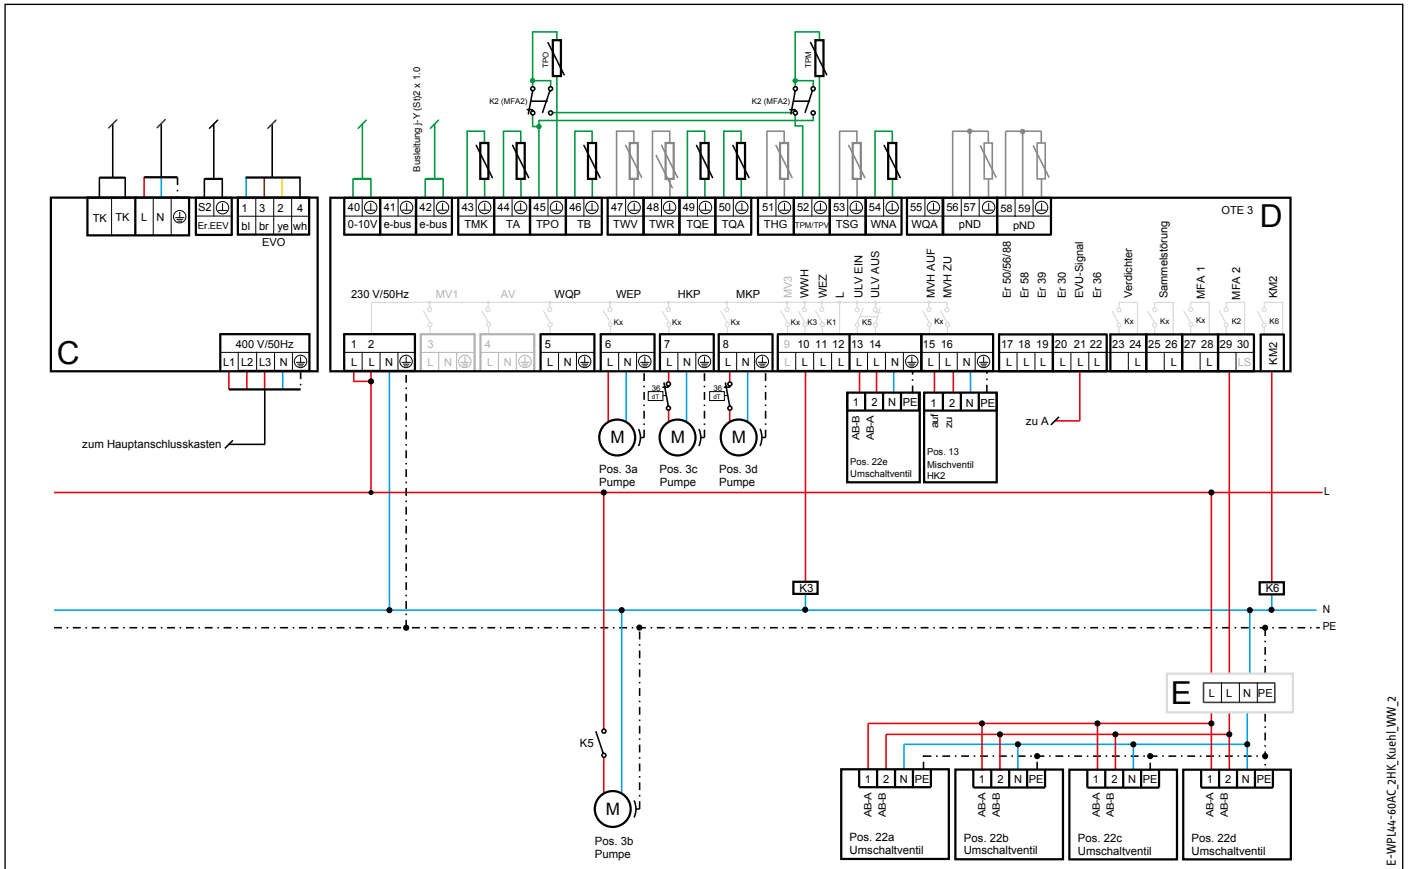 TPO
TPM
K2 (MFA2)
K2 (MFA2)
Busleitung j-Y (St)2 x 1.0
TK TK L N
S2
Er.EEV
1 3 2 4
bl br ye wh
EVO
40 41 42 43 44 45 46 47 48 49 50 51 52 53 54 55 56 57 58 59
0-10V e-bus e-bus TMK TA TPO TB TWV TWR TQE TQA THG TPM/TPV TSG WNA WQA pND pND
OTE 3
D
230 V/50Hz MV1 AV WQP WEP HKP MKP
MV3
WWH
WEZ
L
ULV EIN
ULV AUS
MVH AUF
MVH ZU
Er 50/56/88
Er 58
Er 39
Er 30
EVU-Signal
Er 36
Verdichter
Sammelstörung
MFA 1
MFA 2
KM2
Kx Kx Kx Kx K3 K1 K5 Kx Kx Kx Kx K2 K6
C
400 V/50Hz
L1 L2 L3 N
1 2 3 4 5 6 7 8 9 10 11 12 13 14 15 16 17 18 19 20 21 22 23 24 25 26 27 28 29 30
L L N L N L N L N L N L N L N L L L L L L N L L N L L L L L L L L L LS
KM2
zum Hauptanschlusskasten
36
dT
36
dT
M M M
Pos. 3a
Pumpe
Pos. 3c
Pumpe
Pos. 3d
Pumpe
1 2 N PE
AB-B
AB-A
Pos. 22e
Umschaltventil
1 2 N PE
auf
zu
Pos. 13
Mischventil
HK2
zu A
L
K3
K6
N
PE
E
L L N PE
K5
M
Pos. 3b
Pumpe
1 2 N PE
AB-A
AB-B
Pos. 22a
Umschaltventil
1 2 N PE
AB-A
AB-B
Pos. 22b
Umschaltventil
1 2 N PE
AB-A
AB-B
Pos. 22c
Umschaltventil
1 2 N PE
AB-A
AB-B
Pos. 22d
Umschaltventil
E-WPL44-60AC_2HK_Kuehl_WW_2